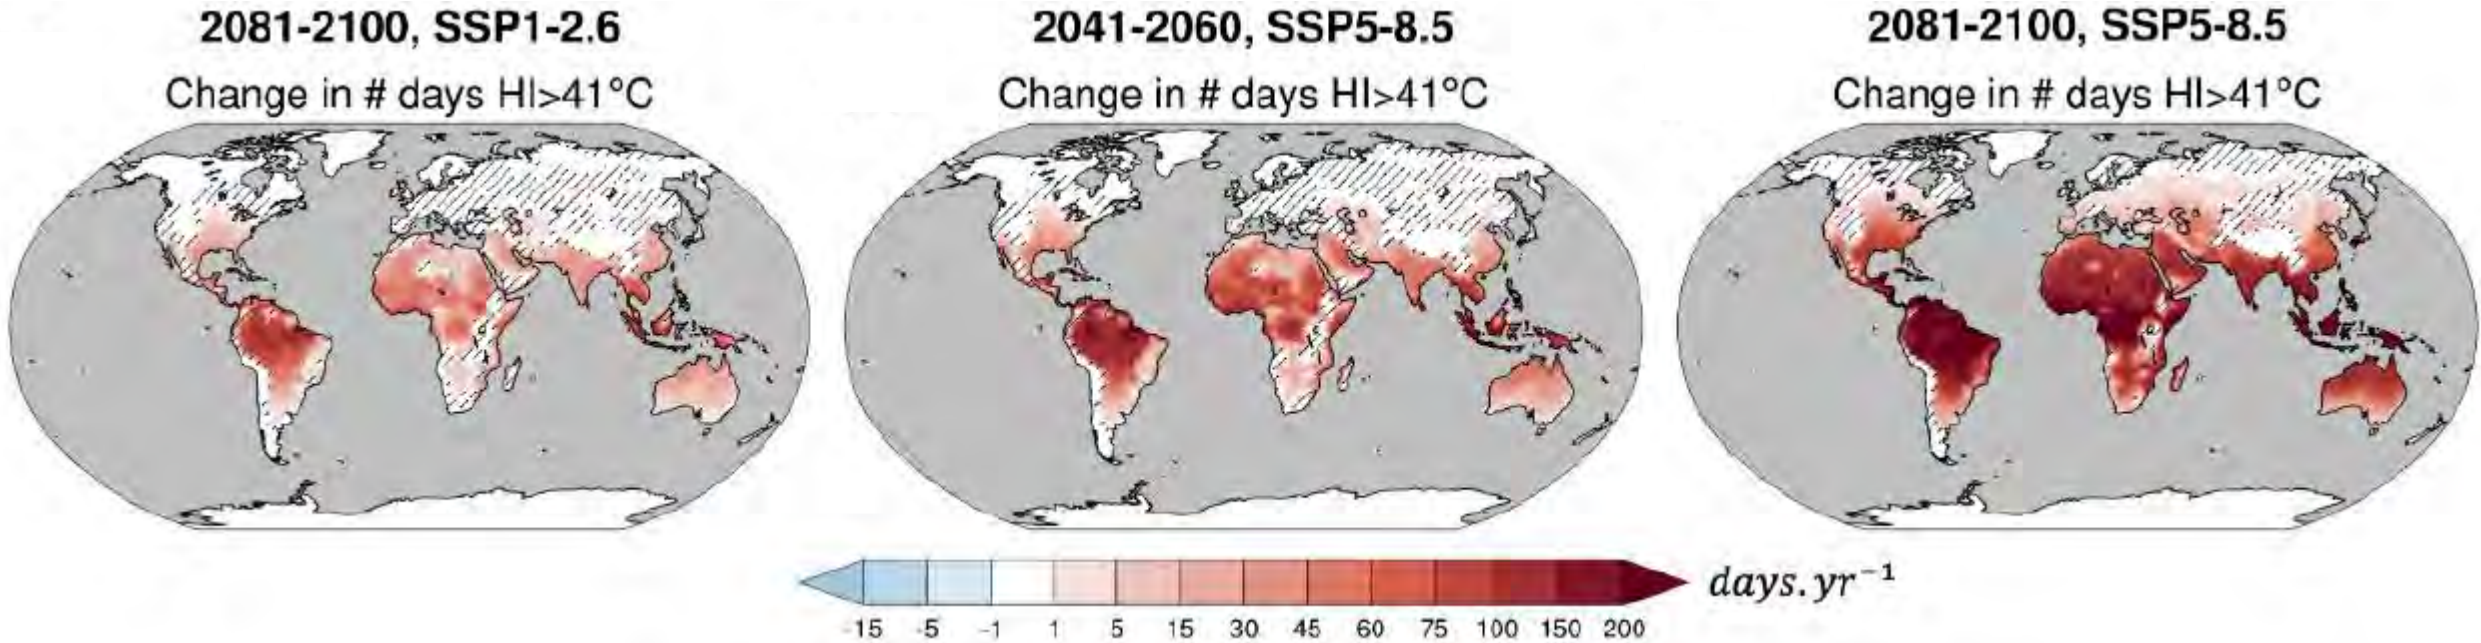 2081-2100, SSP1-2.6
Change in # days HI>41°C
2041-2060, SSP5-8.5
Change in # days HI>41°C
2081-2100, SSP5-8.5
Change in # days HI>41°C
-15 -5 -1 1 5 15 30 45 60 75 100 150 200
days.yr⁻¹